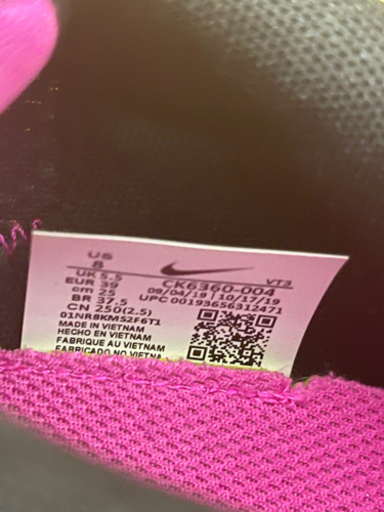 US
8
UK 5.5
EUR 39
cm 25
BR 37.5
CN 250(2.5)
01NR8KMS2F6T1
MADE IN VIETNAM
HECHO EN VIETNAM
FABRIQUE AU VIETNAM
FABRICADO NO VIETNA
VT3
CK6360-004
09/04/19 | 10/17/19
UPC 00193656312471